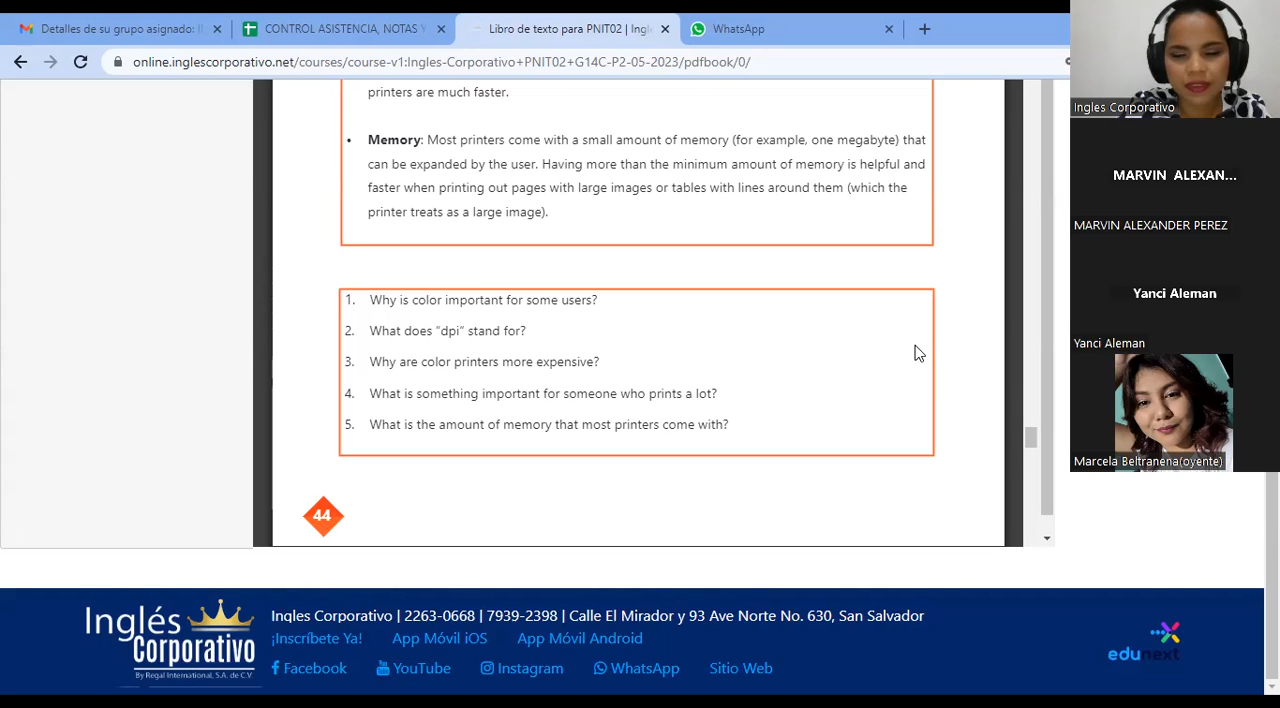 Detalles de su grupo asignado: I
CONTROL ASISTENCIA, NOTAS Y
Libro de texto para PNIT02 | Ingl
WhatsApp
online.inglescorporativo.net/courses/course-v1:Ingles-Corporativo+PNIT02+G14C-P2-05-2023/pdfbook/0/
printers are much faster.
• Memory: Most printers come with a small amount of memory (for example, one megabyte) that
can be expanded by the user. Having more than the minimum amount of memory is helpful and
faster when printing out pages with large images or tables with lines around them (which the
printer treats as a large image).
1. Why is color important for some users?
2. What does “dpi” stand for?
3. Why are color printers more expensive?
4. What is something important for someone who prints a lot?
5. What is the amount of memory that most printers come with?
44
Ingles Corporativo
MARVIN ALEXAN...
MARVIN ALEXANDER PEREZ
Yanci Aleman
Yanci Aleman
Marcela Beltranena(oyente)
Inglés
Corporativo
By Regal International, S.A. de C.V
Ingles Corporativo | 2263-0668 | 7939-2398 | Calle El Mirador y 93 Ave Norte No. 630, San Salvador
¡Inscríbete Ya! App Móvil iOS App Móvil Android
Facebook YouTube Instagram WhatsApp Sitio Web
edunext